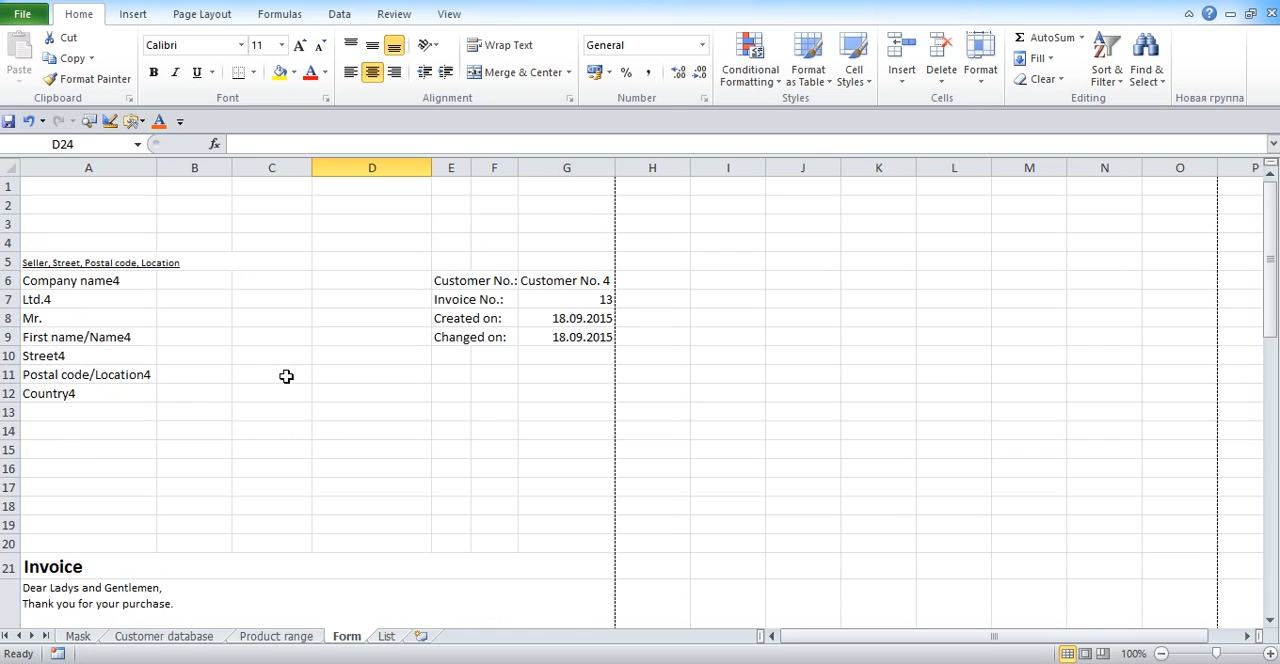 File Home Insert Page Layout Formulas Data Review View
Paste Cut Copy Format Painter Clipboard
Calibri 11 Font
Wrap Text Merge & Center Alignment
General Number
Conditional Formatting Format as Table Cell Styles Styles
Insert Delete Format Cells
AutoSum Fill Clear Sort & Filter Find & Select Editing
Новая группа
D24 fx
A B C D E F G H I J K L M N O P
1
2
3
4
5 Seller, Street, Postal code, Location
6 Company name4 Customer No.: Customer No. 4
7 Ltd.4 Invoice No.: 13
8 Mr. Created on: 18.09.2015
9 First name/Name4 Changed on: 18.09.2015
10 Street4
11 Postal code/Location4
12 Country4
13
14
15
16
17
18
19
20
21 Invoice
Dear Ladys and Gentlemen,
Thank you for your purchase.
Mask Customer database Product range Form List
Ready 100%